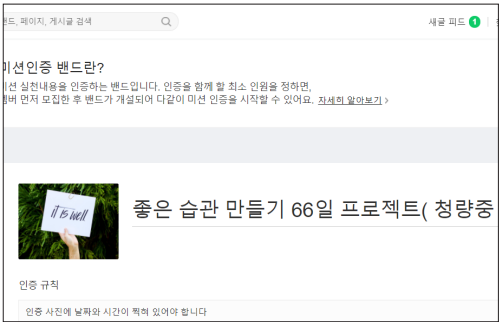 밴드, 페이지, 게시글 검색
새글 피드 1
미션인증 밴드란?
미션 실천내용을 인증하는 밴드입니다. 인증을 함께 할 최소 인원을 정하면,
멤버 먼저 모집한 후 밴드가 개설되어 다같이 미션 인증을 시작할 수 있어요. 자세히 알아보기 >
it is well
좋은 습관 만들기 66일 프로젝트( 청량중
인증 규칙
인증 사진에 날짜와 시간이 찍혀 있어야 합니다